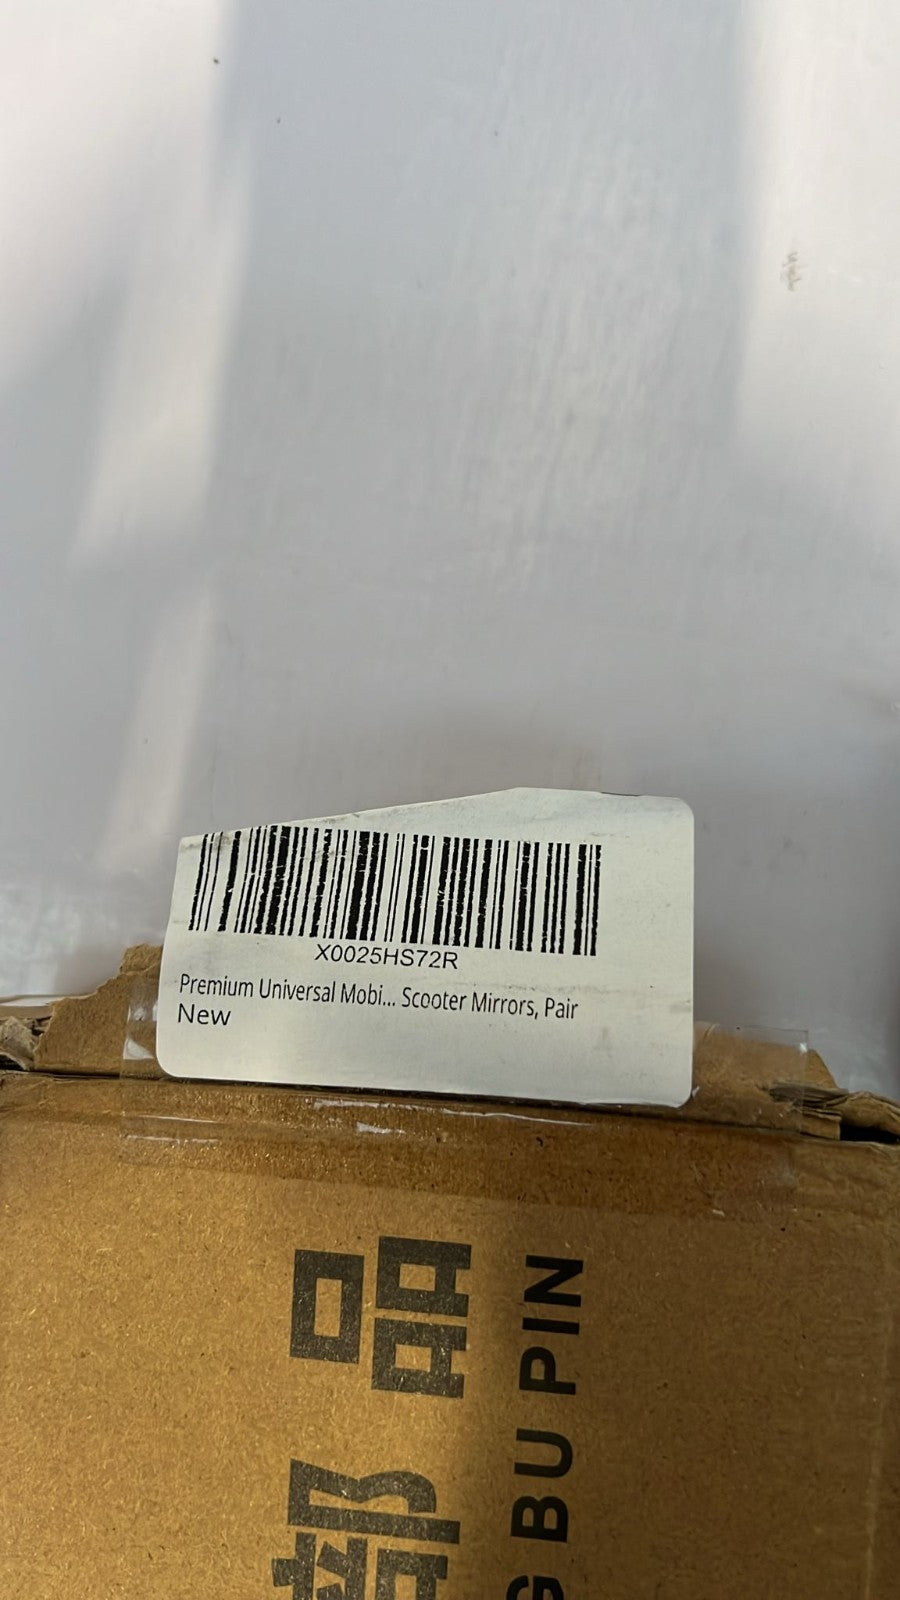 X0025HS72R
Premium Universal Mobi... Scooter Mirrors, Pair
New
部品
G BU PIN